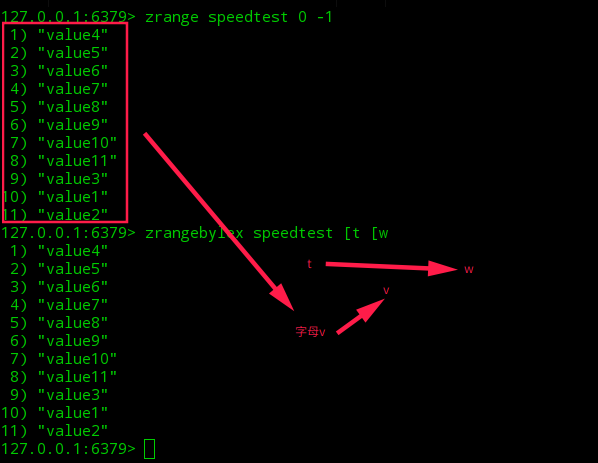 127.0.0.1:6379> zrange speedtest 0 -1
1) "value4"
2) "value5"
3) "value6"
4) "value7"
5) "value8"
6) "value9"
7) "value10"
8) "value11"
9) "value3"
10) "value1"
11) "value2"
127.0.0.1:6379> zrangebylex speedtest [t [w
1) "value4"
2) "value5"
t
w
3) "value6"
v
4) "value7"
5) "value8"
字母v
6) "value9"
7) "value10"
8) "value11"
9) "value3"
10) "value1"
11) "value2"
127.0.0.1:6379>